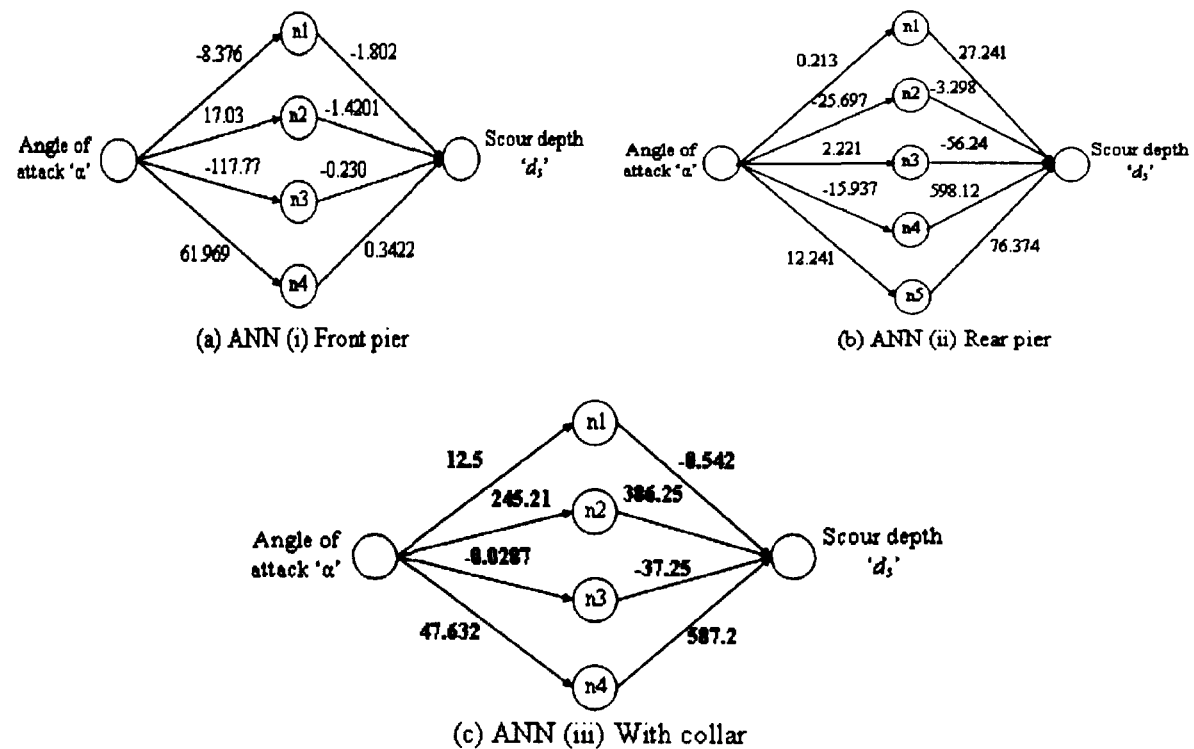 n1
-8.376
-1.802
17.03
n2
-1.4201
Angle of
attack ‘α’
Scour depth
‘ds’
-117.77
-0.230
n3
61.969
0.3422
n4
(a) ANN (i) Front pier
n1
0.213
27.241
-25.697
n2
-3.298
Angle of
attack ‘α’
2.221
n3
-56.24
Scour depth
‘ds’
-15.937
598.12
n4
12.241
76.374
n5
(b) ANN (ii) Rear pier
n1
12.5
-0.542
245.21
n2
386.25
Angle of
attack ‘α’
Scour depth
‘ds’
-0.0287
-37.25
n3
47.632
587.2
n4
(c) ANN (iii) With collar